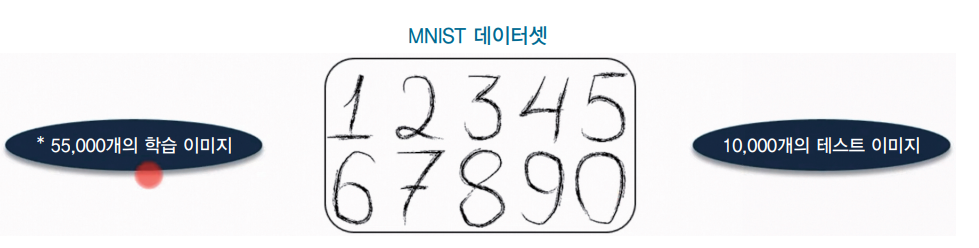 MNIST 데이터셋
1 2 3 4 5
* 55,000개의 학습 이미지
10,000개의 테스트 이미지
6 7 8 9 0